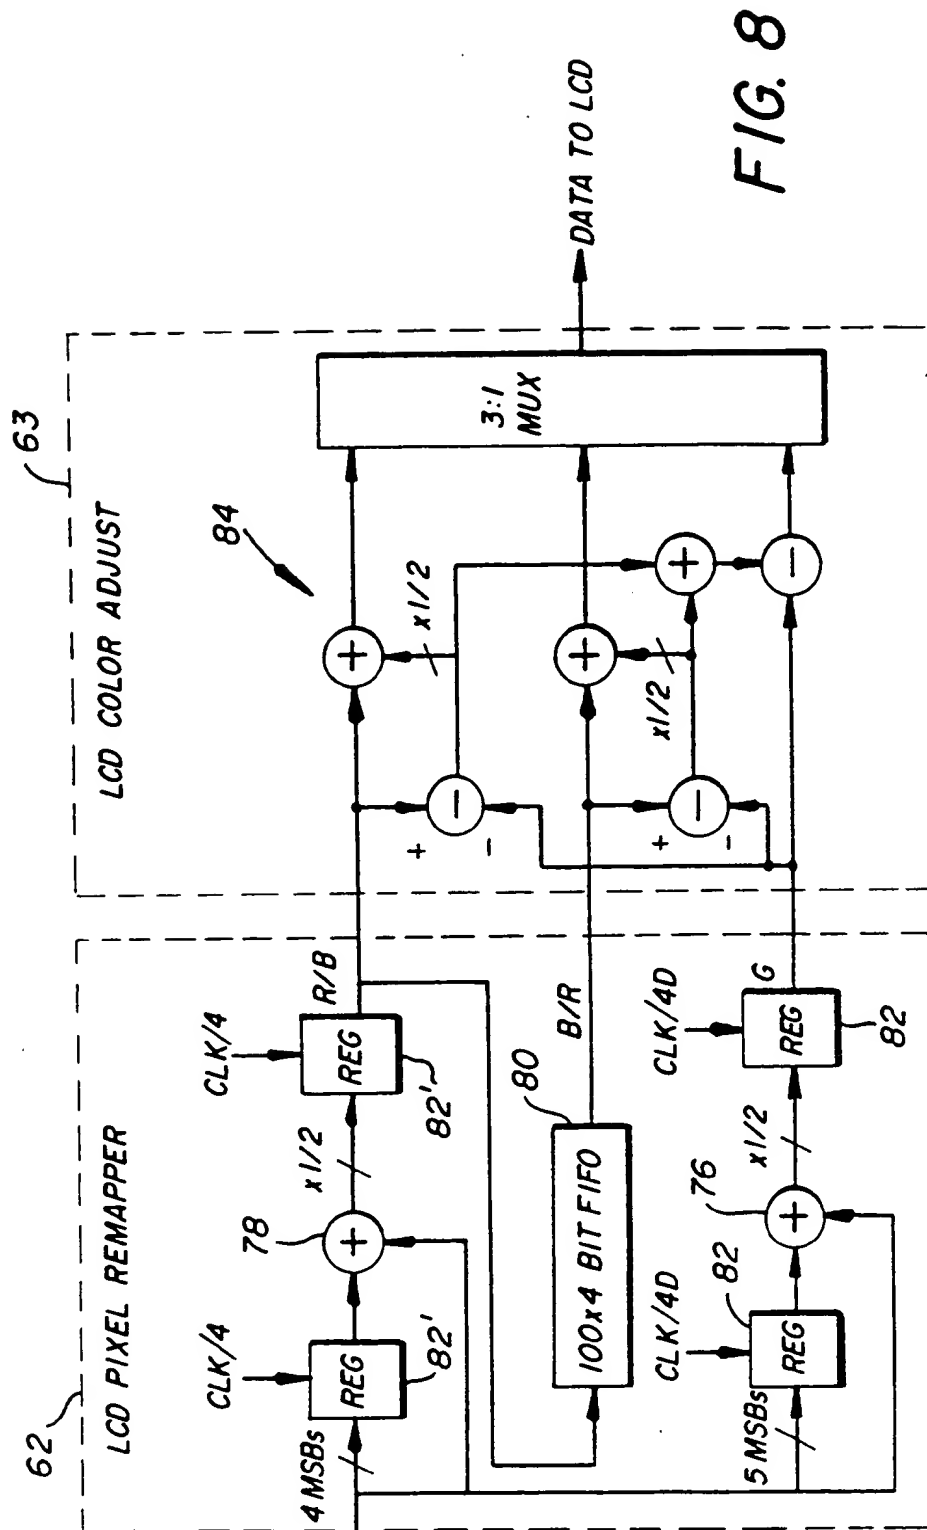 62
LCD PIXEL REMAPPER
4 MSBs
CLK/4
REG
82'
78
+
x1/2
CLK/4
REG
82'
R/B
100x4 BIT FIFO
80
B/R
5 MSBs
CLK/4D
REG
82
76
+
x1/2
CLK/4D
REG
82
G
63
LCD COLOR ADJUST
84
+
-
-
+
x1/2
+
-
-
+
x1/2
+
-
3:1
MUX
DATA TO LCD
FIG. 8